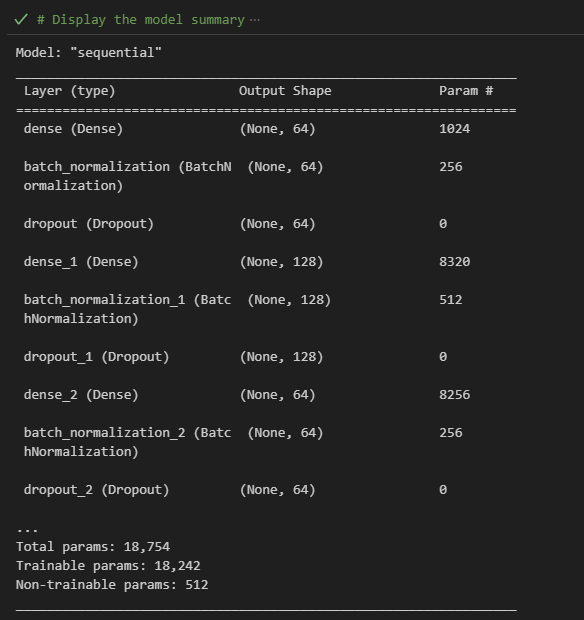 # Display the model summary ...
Model: "sequential"
_________________________________________________________________
Layer (type) Output Shape Param #
=================================================================
dense (Dense) (None, 64) 1024
batch_normalization (BatchN (None, 64) 256
ormalization)
dropout (Dropout) (None, 64) 0
dense_1 (Dense) (None, 128) 8320
batch_normalization_1 (Batc (None, 128) 512
hNormalization)
dropout_1 (Dropout) (None, 128) 0
dense_2 (Dense) (None, 64) 8256
batch_normalization_2 (Batc (None, 64) 256
hNormalization)
dropout_2 (Dropout) (None, 64) 0
...
Total params: 18,754
Trainable params: 18,242
Non-trainable params: 512
_________________________________________________________________